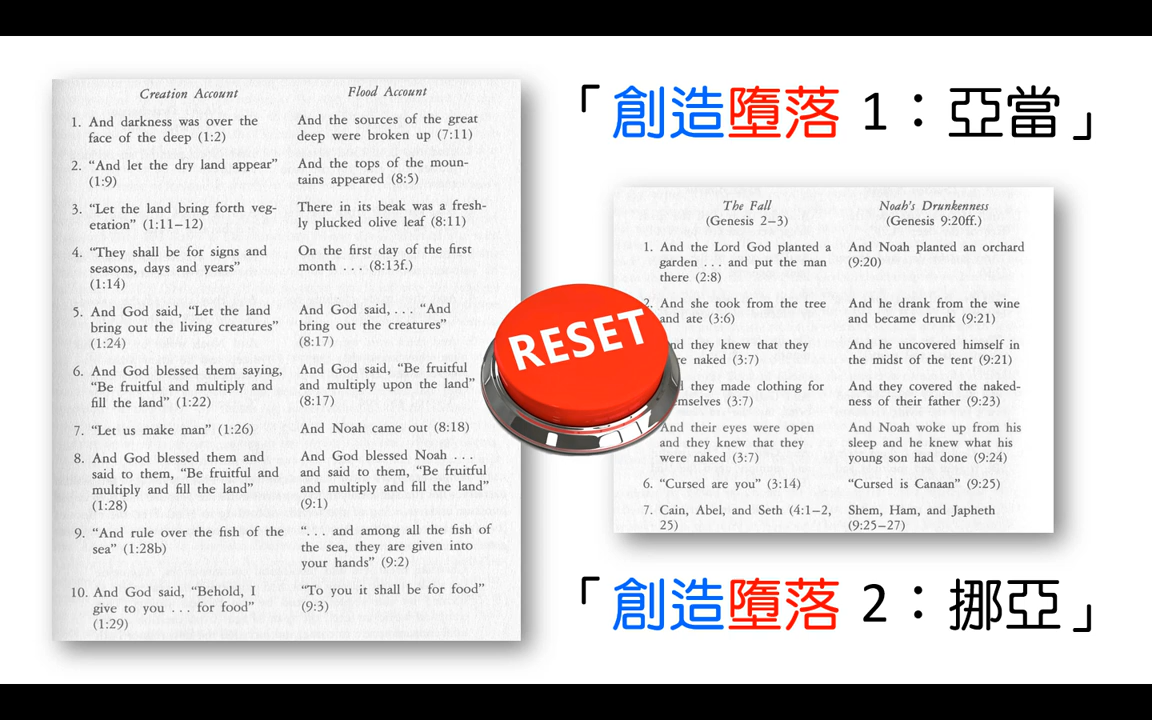 Creation Account
Flood Account
1. And darkness was over the
face of the deep (1:2)
And the sources of the great
deep were broken up (7:11)
2. “And let the dry land appear”
(1:9)
And the tops of the moun-
tains appeared (8:5)
3. “Let the land bring forth veg-
etation” (1:11–12)
There in its beak was a fresh-
ly plucked olive leaf (8:11)
4. “They shall be for signs and
seasons, days and years”
(1:14)
On the first day of the first
month . . . (8:13f.)
5. And God said, “Let the land
bring out the living creatures”
(1:24)
And God said, . . . “And
bring out the creatures”
(8:17)
6. And God blessed them saying,
“Be fruitful and multiply and
fill the land” (1:22)
And God said, “Be fruitful
and multiply upon the land”
(8:17)
7. “Let us make man” (1:26)
And Noah came out (8:18)
8. And God blessed them and
said to them, “Be fruitful and
multiply and fill the land”
(1:28)
And God blessed Noah . . .
and said to them, “Be fruitful
and multiply and fill the land”
(9:1)
9. “And rule over the fish of the
sea” (1:28b)
“. . . and among all the fish of
the sea, they are given into
your hands” (9:2)
10. And God said, “Behold, I
give to you . . . for food”
(1:29)
“To you it shall be for food”
(9:3)
RESET
「創造墮落 1：亞當」
The Fall
(Genesis 2–3)
Noah's Drunkenness
(Genesis 9:20ff.)
1. And the Lord God planted a
garden . . . and put the man
there (2:8)
And Noah planted an orchard
(9:20)
2. And she took from the tree
and ate (3:6)
And he drank from the wine
and became drunk (9:21)
they knew that they
naked (3:7)
And he uncovered himself in
the midst of the tent (9:21)
they made clothing for
(3:7)
And they covered the naked-
ness of their father (9:23)
And their eyes were open
and they knew that they
were naked (3:7)
And Noah woke up from his
sleep and he knew what his
young son had done (9:24)
6. “Cursed are you” (3:14)
“Cursed is Canaan” (9:25)
7. Cain, Abel, and Seth (4:1–2,
25)
Shem, Ham, and Japheth
(9:25–27)
「創造墮落 2：挪亞」